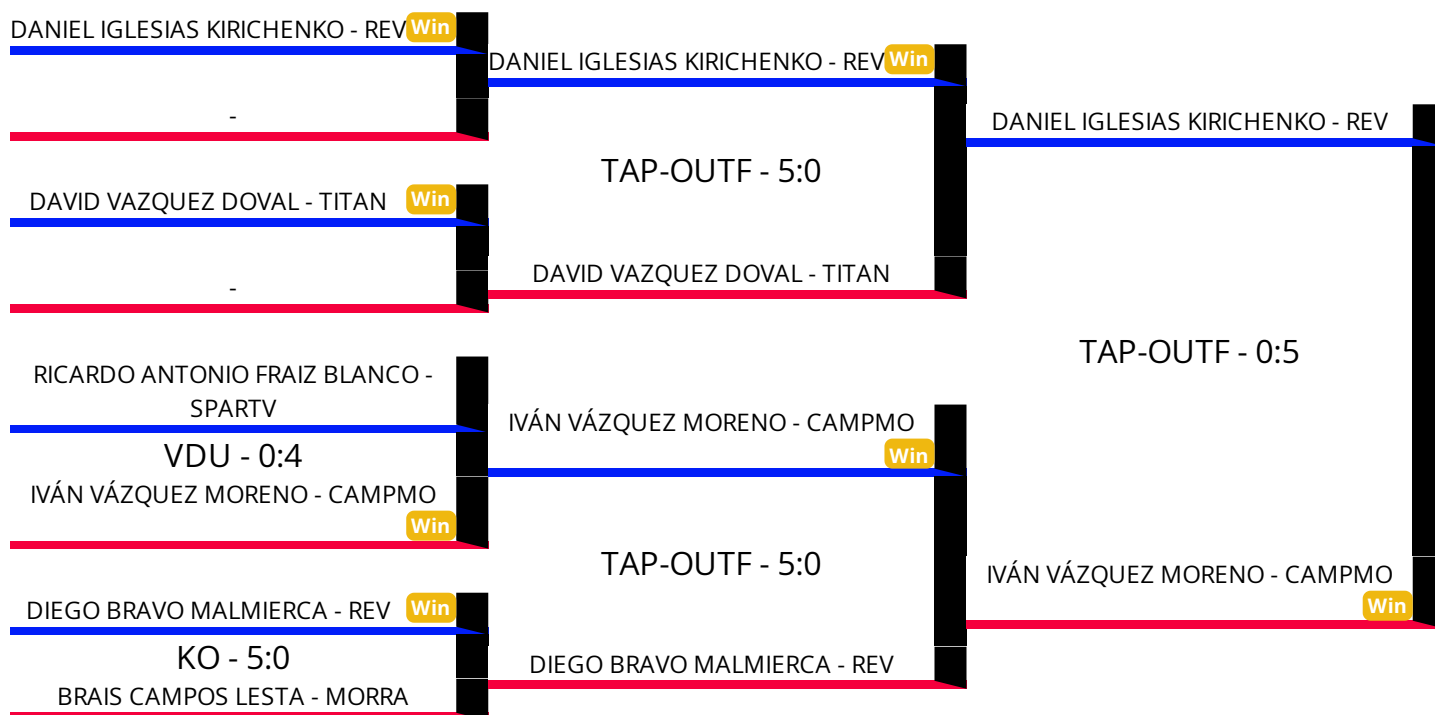 DANIEL IGLESIAS KIRICHENKO - REV Win
-
DAVID VAZQUEZ DOVAL - TITAN Win
-
RICARDO ANTONIO FRAIZ BLANCO -
SPARTV
VDU - 0:4
IVÁN VÁZQUEZ MORENO - CAMPMO
Win
DIEGO BRAVO MALMIERCA - REV Win
KO - 5:0
BRAIS CAMPOS LESTA - MORRA
DANIEL IGLESIAS KIRICHENKO - REV Win
TAP-OUTF - 5:0
DAVID VAZQUEZ DOVAL - TITAN
IVÁN VÁZQUEZ MORENO - CAMPMO
Win
TAP-OUTF - 5:0
DIEGO BRAVO MALMIERCA - REV
DANIEL IGLESIAS KIRICHENKO - REV
TAP-OUTF - 0:5
IVÁN VÁZQUEZ MORENO - CAMPMO
Win